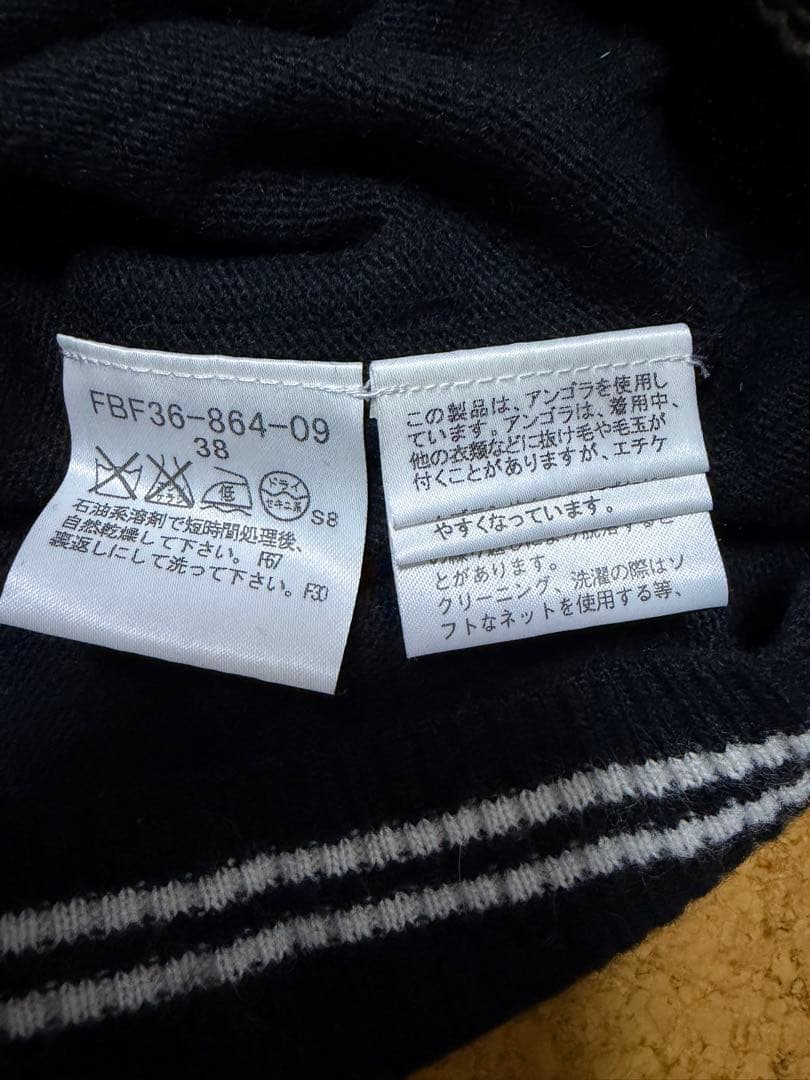 FBF36-864-09
38
低
ドライ
セキユ系
S8
石油系溶剤で短時間処理後、
自然乾燥して下さい。F67
裏返しにして洗って下さい。F30
この製品は、アンゴラを使用し
ています。アンゴラは、着用中、
他の衣類などに抜け毛や毛玉が
付くことがありますが、エチケ
やすくなっています。
とがあります。
クリーニング、洗濯の際はソ
フトなネットを使用する等、